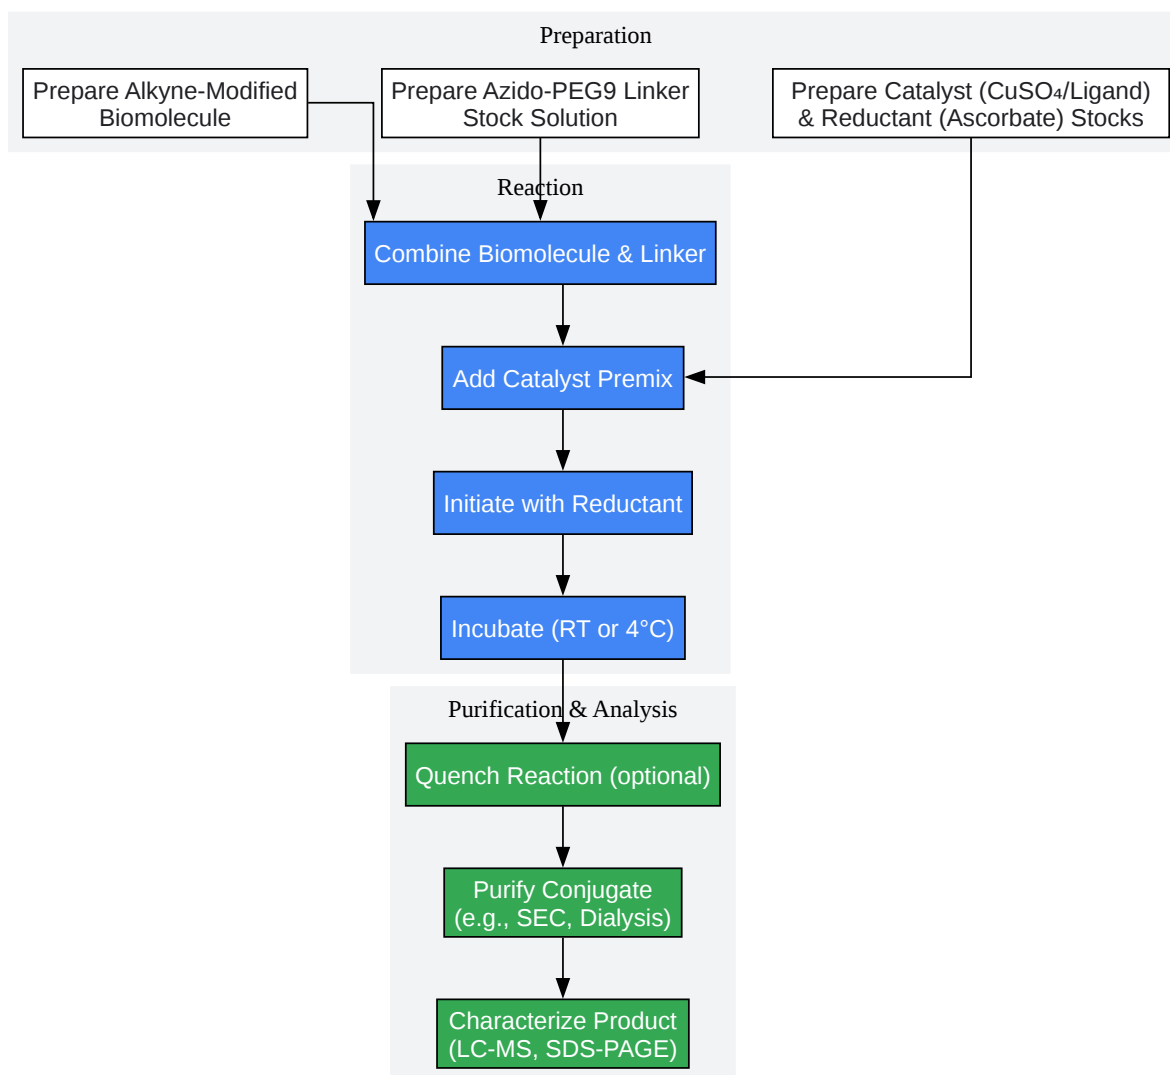 Preparation
Prepare Alkyne-Modified
Biomolecule
Prepare Azido-PEG9 Linker
Stock Solution
Prepare Catalyst (CuSO₄/Ligand)
& Reductant (Ascorbate) Stocks
Reaction
Combine Biomolecule & Linker
Add Catalyst Premix
Initiate with Reductant
Incubate (RT or 4°C)
Purification & Analysis
Quench Reaction (optional)
Purify Conjugate
(e.g., SEC, Dialysis)
Characterize Product
(LC-MS, SDS-PAGE)